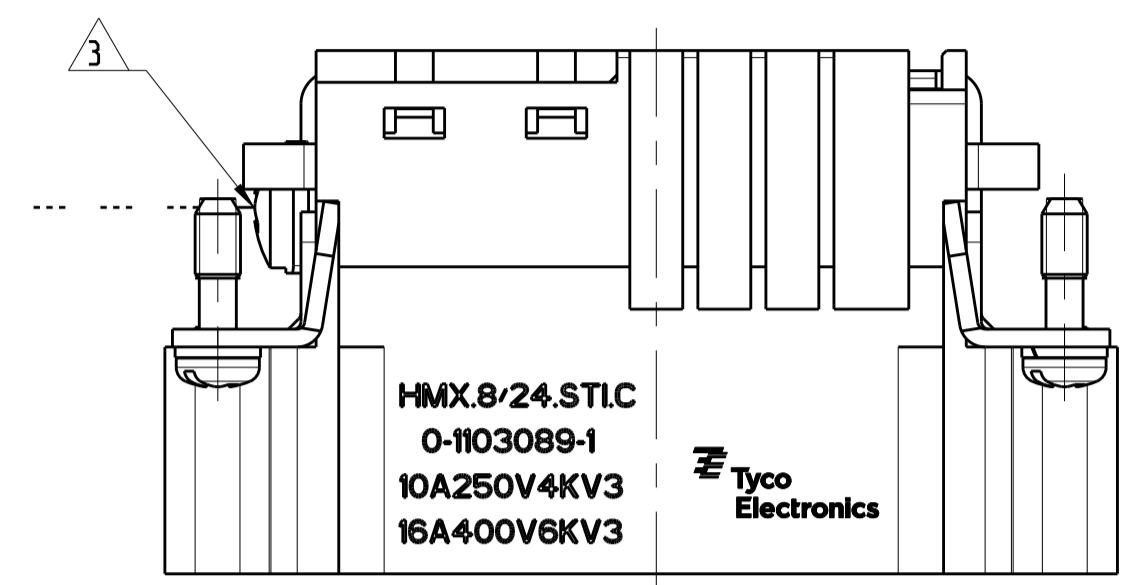 3
HMX.8/24.STI.C
0-1103089-1
10A250V4KV3
16A400V6KV3
Tyco
Electronics